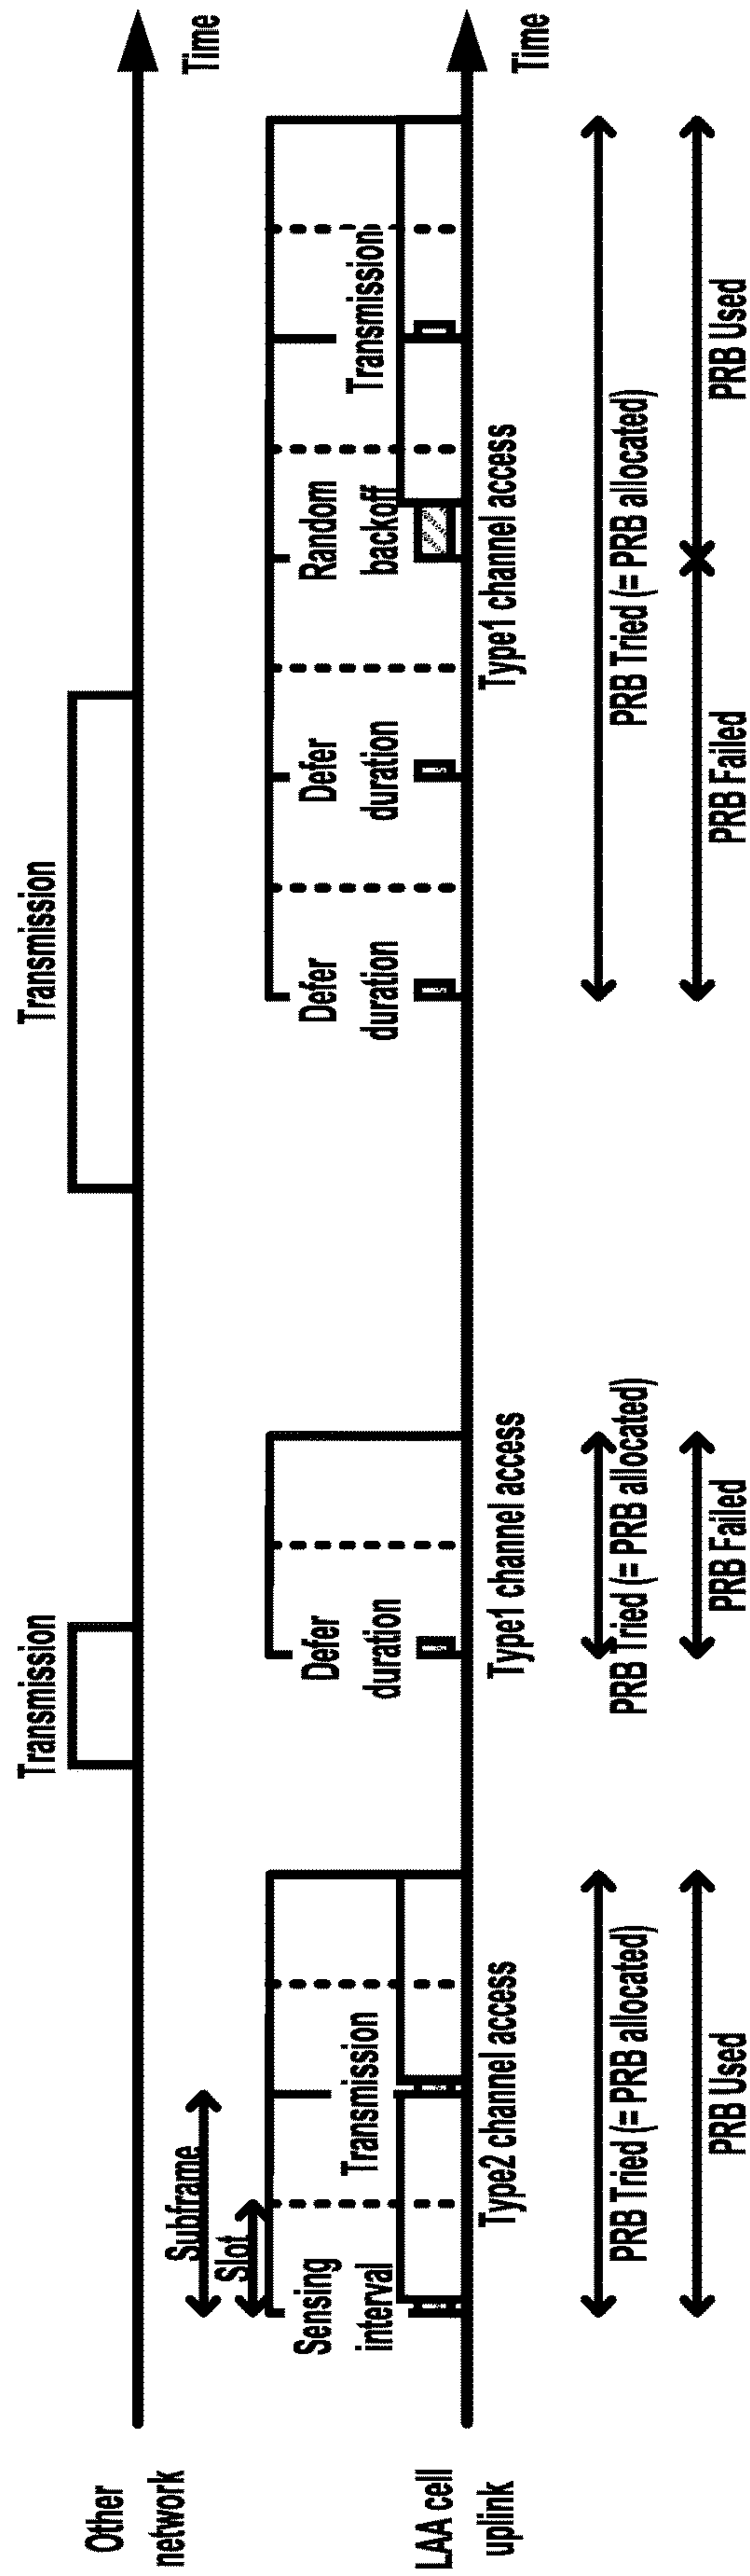 Other
network
Transmission
Transmission
Time
Subframe
Slot
Sensing
interval
Transmission
Defer
duration
Defer
duration
Defer
duration
Random
backoff
Transmission
LAA cell
uplink
Type2 channel access
Type1 channel access
Type1 channel access
Time
PRB Tried (= PRB allocated)
PRB Tried (= PRB allocated)
PRB Tried (= PRB allocated)
PRB Used
PRB Failed
PRB Failed
PRB Used